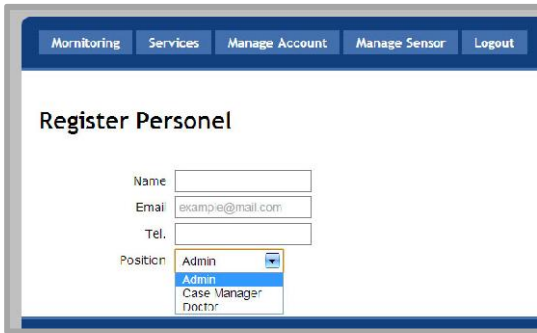 Mornitoring Services Manage Account Manage Sensor Logout
Register Personel
Name
Email example@mail.com
Tel.
Position Admin
Admin
Case Manager
Doctor